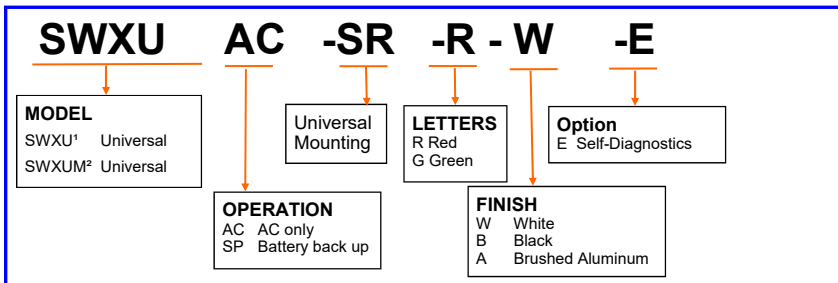 SWXU AC -SR -R - W -E
MODEL
SWXU¹ Universal
SWXUM² Universal
Universal
Mounting
LETTERS
R Red
G Green
Option
E Self-Diagnostics
OPERATION
AC AC only
SP Battery back up
FINISH
W White
B Black
A Brushed Aluminum